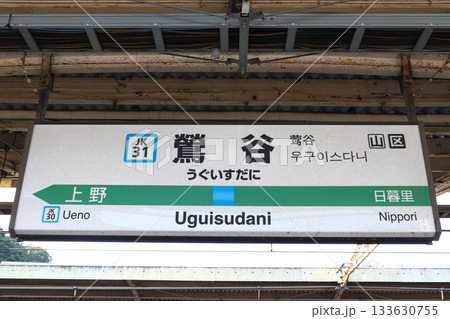 JK
31
鶯谷
うぐいすだに
莺谷
우구이스다니
山 区
上野
日暮里
JK
30
Ueno
Uguisudani
Nippori
133630755